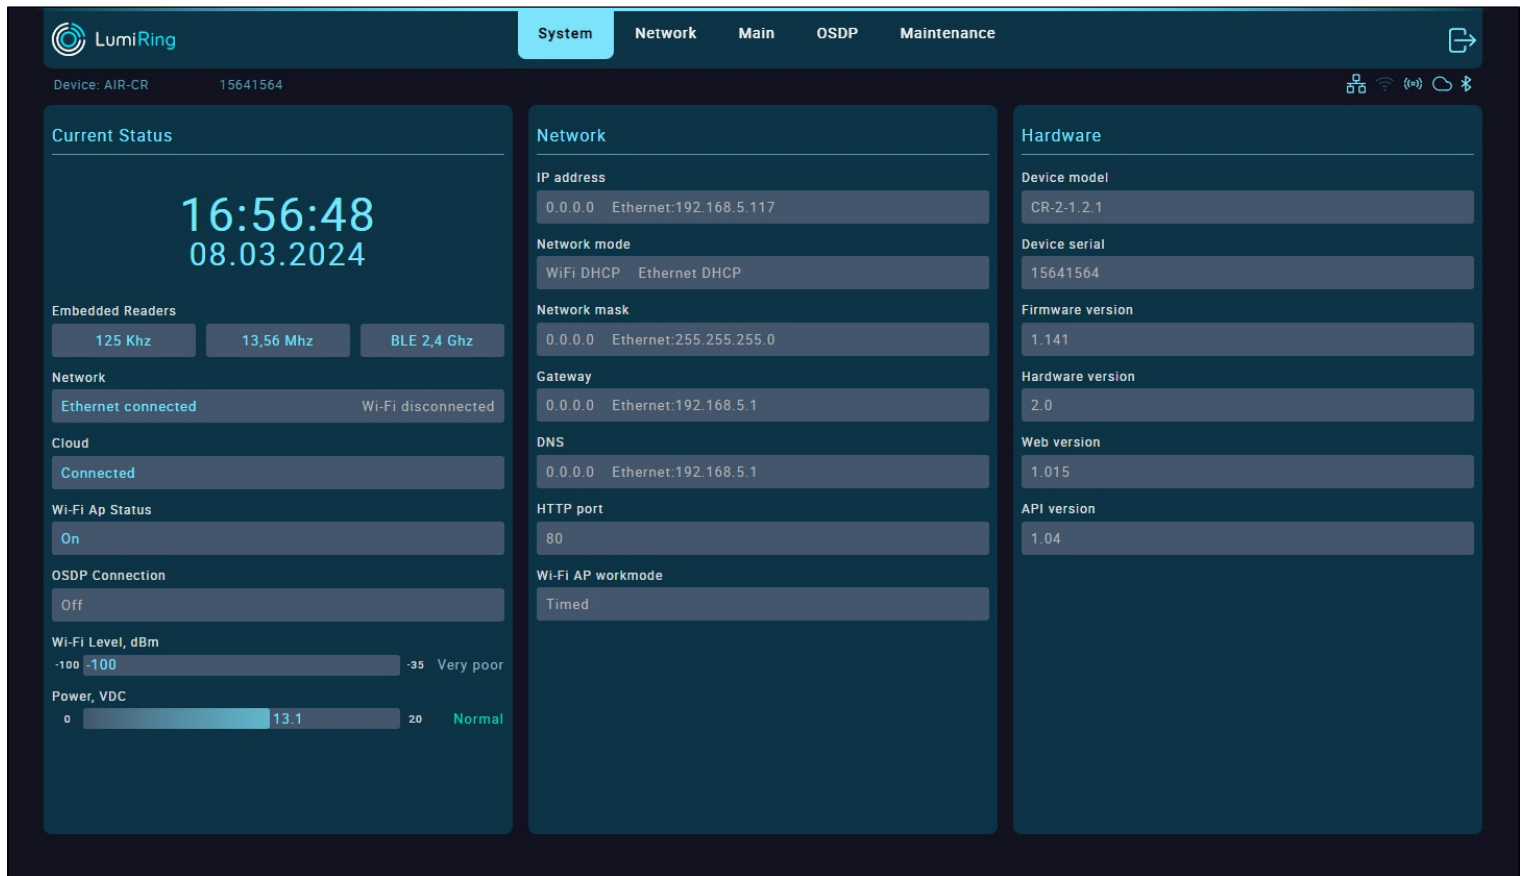 LumiRing
System
Network
Main
OSDP
Maintenance
Device: AIR-CR 15641564
Current Status
16:56:48
08.03.2024
Embedded Readers
125 Khz
13,56 Mhz
BLE 2,4 Ghz
Network
Ethernet connected Wi-Fi disconnected
Cloud
Connected
Wi-Fi Ap Status
On
OSDP Connection
Off
Wi-Fi Level, dBm
-100 -100 -35 Very poor
Power, VDC
0 13.1 20 Normal
Network
IP address
0.0.0.0 Ethernet:192.168.5.117
Network mode
WiFi DHCP Ethernet DHCP
Network mask
0.0.0.0 Ethernet:255.255.255.0
Gateway
0.0.0.0 Ethernet:192.168.5.1
DNS
0.0.0.0 Ethernet:192.168.5.1
HTTP port
80
Wi-Fi AP workmode
Timed
Hardware
Device model
CR-2-1.2.1
Device serial
15641564
Firmware version
1.141
Hardware version
2.0
Web version
1.015
API version
1.04